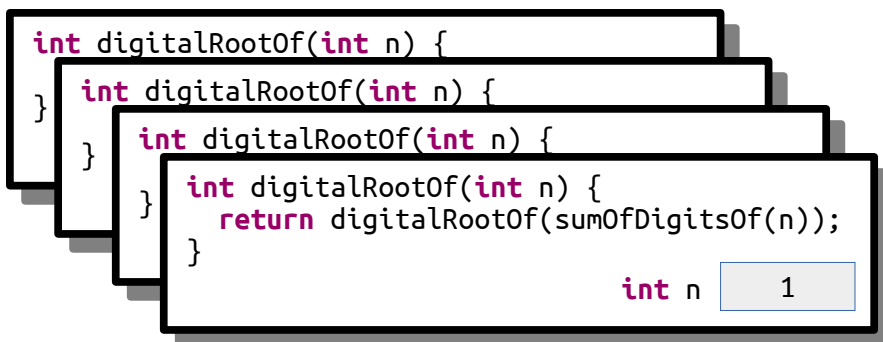 int digitalRootOf(int n) {
}
int digitalRootOf(int n) {
}
int digitalRootOf(int n) {
}
int digitalRootOf(int n) {
return digitalRootOf(sumOfDigitsOf(n));
}
int n 1